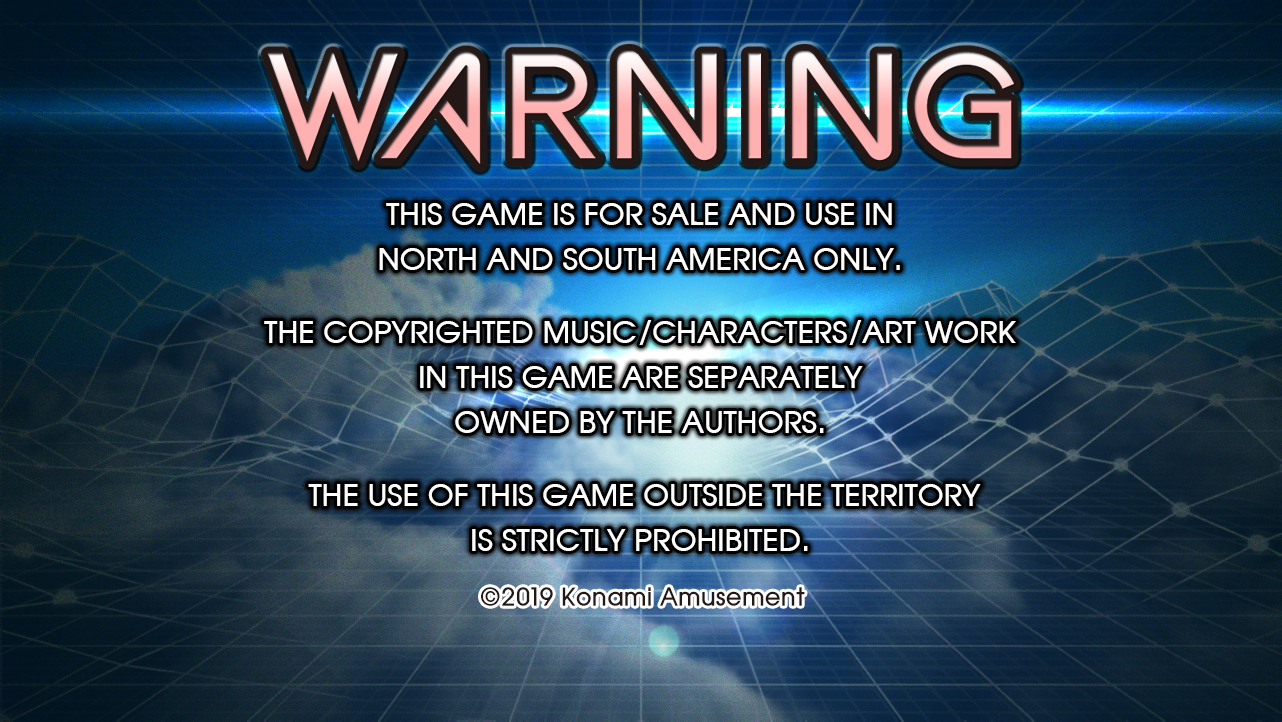 WARNING
THIS GAME IS FOR SALE AND USE IN
NORTH AND SOUTH AMERICA ONLY.
THE COPYRIGHTED MUSIC/CHARACTERS/ART WORK
IN THIS GAME ARE SEPARATELY
OWNED BY THE AUTHORS.
THE USE OF THIS GAME OUTSIDE THE TERRITORY
IS STRICTLY PROHIBITED.
©2019 Konami Amusement